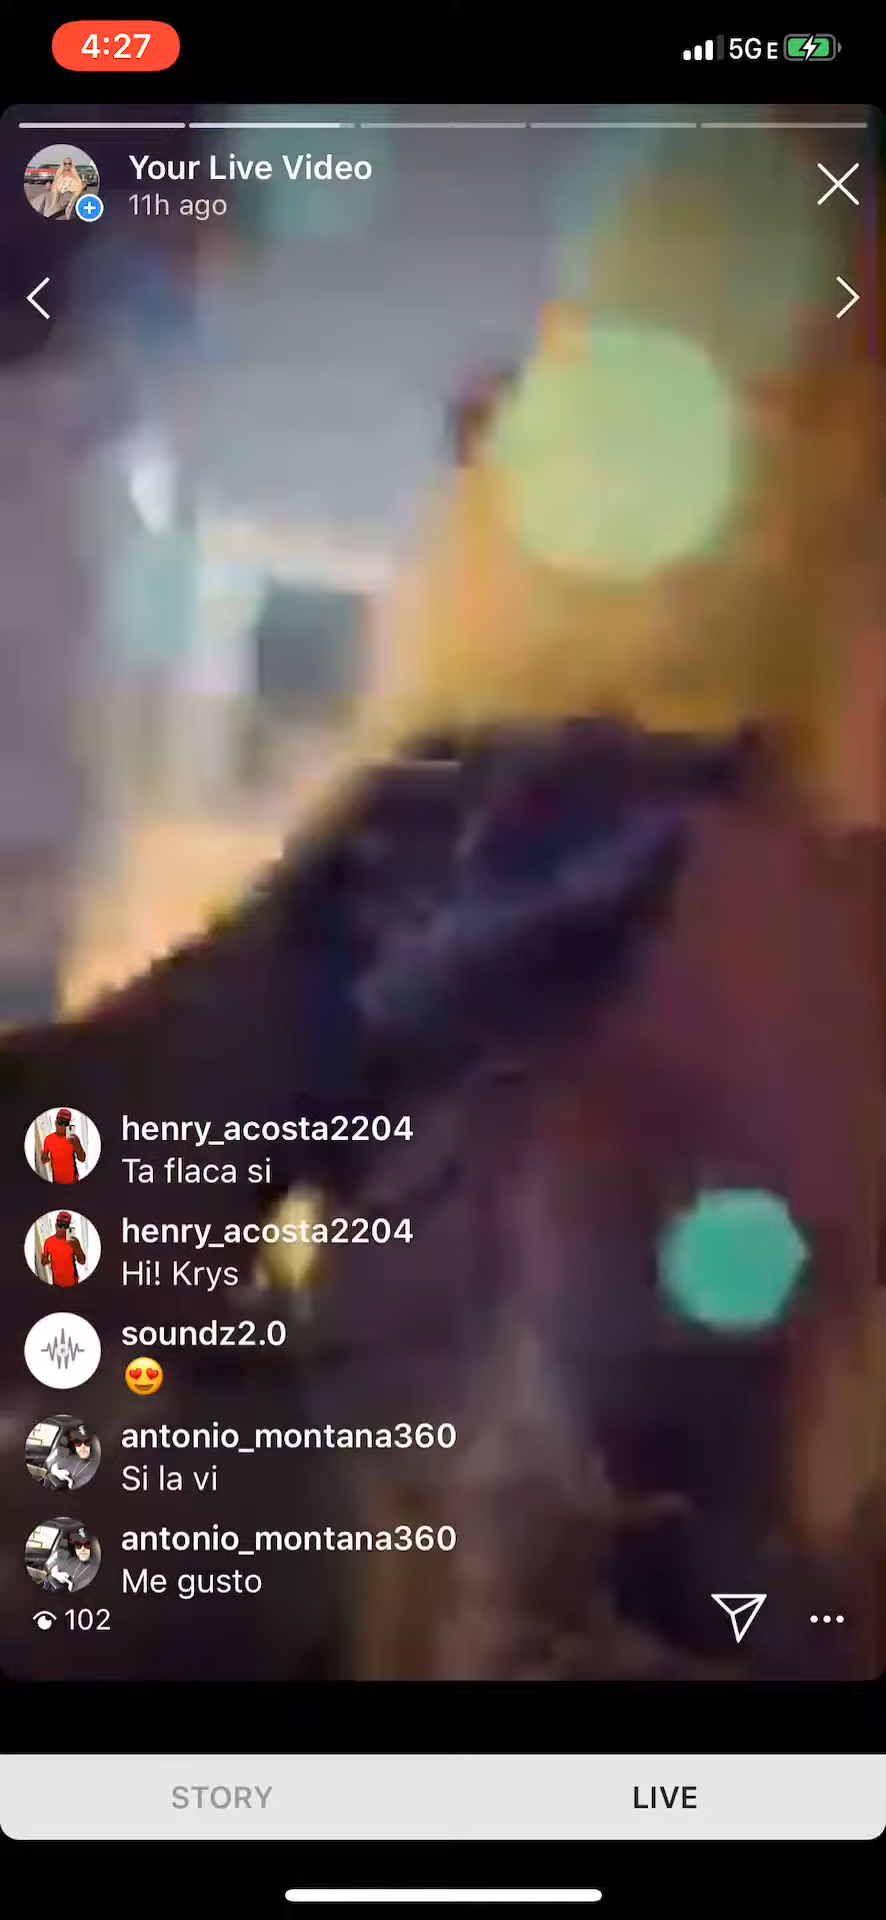 4:27
5GE
Your Live Video
11h ago
henry_acosta2204
Ta flaca si
henry_acosta2204
Hi! Krys
soundz2.0
😍
antonio_montana360
Si la vi
antonio_montana360
Me gusto
102
STORY
LIVE